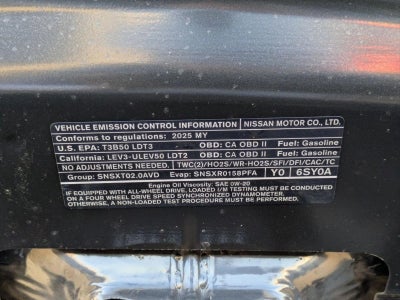 VEHICLE EMISSION CONTROL INFORMATION NISSAN MOTOR CO., LTD.
Conforms to regulations: 2025 MY
U.S. EPA: T3B50 LDT3 OBD: CA OBD II Fuel: Gasoline
California: LEV3-ULEV50 LDT2 OBD: CA OBD II Fuel: Gasoline
NO ADJUSTMENTS NEEDED. TWC(2)/HO2S/WR-HO2S/SFI/DFI/CAC/TC
Group: SNSXT02.0AVD Evap: SNSXR0158PFA Y0 6SY0A
Engine Oil Viscosity: SAE 0W-20
IF EQUIPPED WITH ALL-WHEEL DRIVE, LOADED I/M TESTING MUST BE CONDUCTED
ON A FOUR WHEEL DRIVE SPEED SYNCHRONIZED DYNAMOMETER.
OTHERWISE, A NON-LOADED TEST PROCEDURE MUST BE PERFORMED.